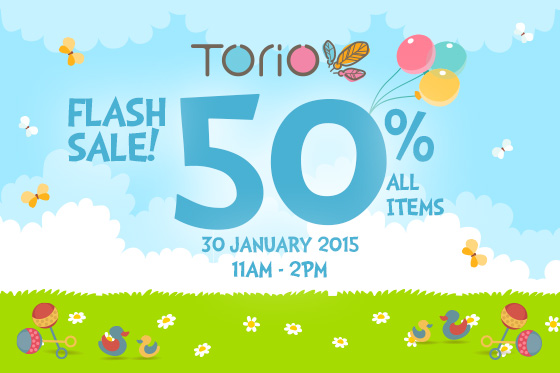 TORIO
FLASH
SALE!
50%
ALL
ITEMS
30 JANUARY 2015
11AM - 2PM